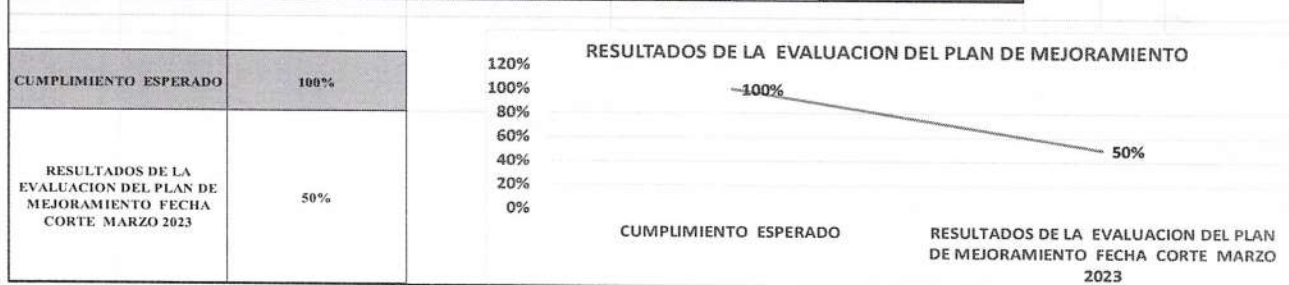 CUMPLIMIENTO ESPERADO 100%
RESULTADOS DE LA
EVALUACION DEL PLAN DE
MEJORAMIENTO FECHA
CORTE MARZO 2023
50%
RESULTADOS DE LA EVALUACION DEL PLAN DE MEJORAMIENTO
120%
100%
80%
60%
40%
20%
0%
100%
50%
CUMPLIMIENTO ESPERADO
RESULTADOS DE LA EVALUACION DEL PLAN
DE MEJORAMIENTO FECHA CORTE MARZO
2023